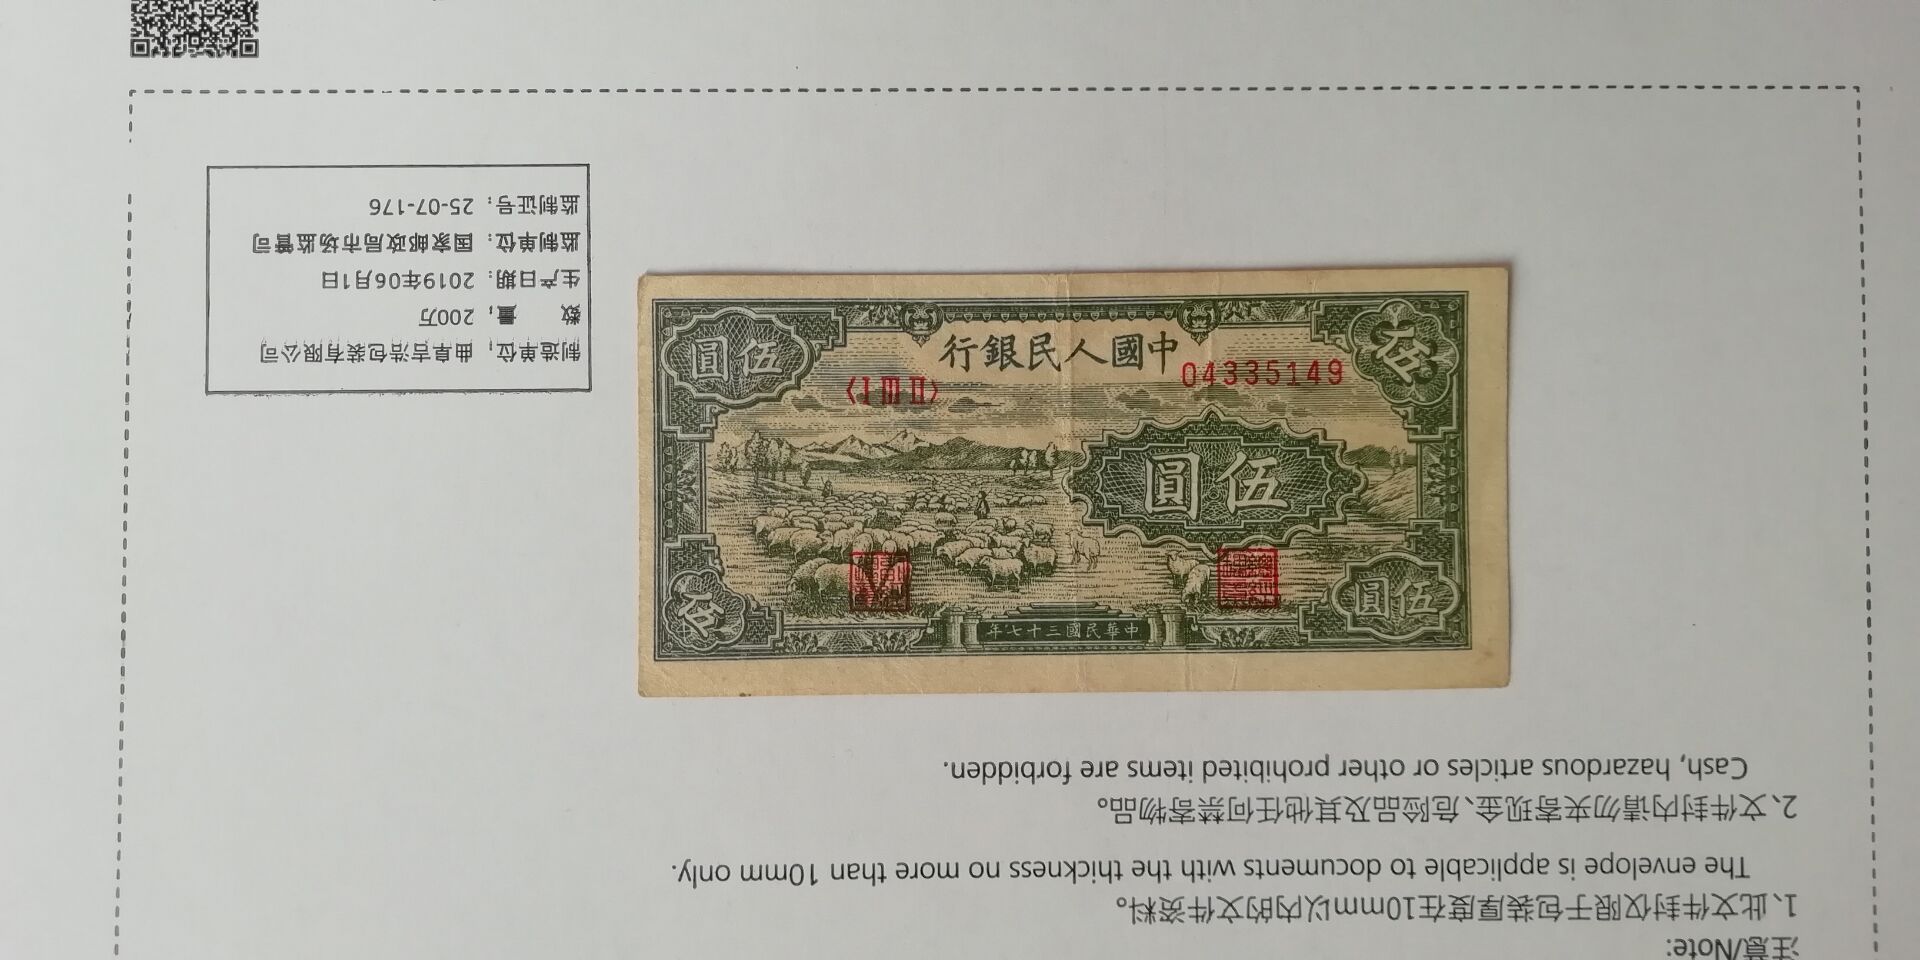 中國人民銀行
〈I III II〉
04335149
伍圓
伍
伍圓
伍
伍圓
中華民國三十七年
注意/Note:
1、此文件封仅限于包装厚度在10mm以内的文件资料。
The envelope is applicable to documents with the thickness no more than 10mm only.
2、文件封内请勿夹寄现金、危险品及其他任何禁寄物品。
Cash, hazardous articles or other prohibited items are forbidden.
制造单位：曲阜吉浩包装有限公司
数 量：200万
生产日期：2019年06月1日
监制单位：国家邮政局市场监管司
监制证号：25-07-176